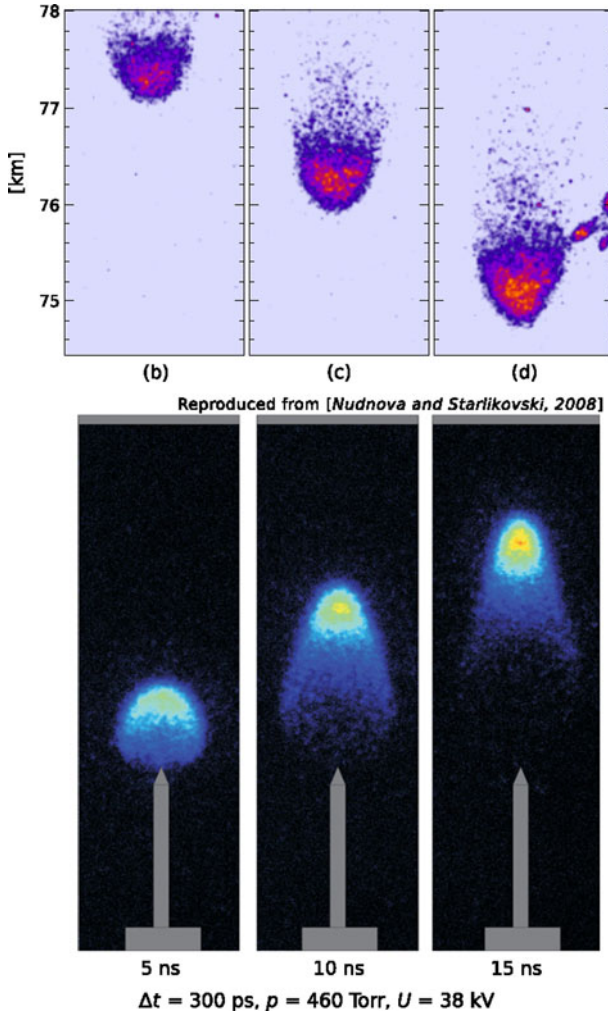 78
77
76
75
[km]
(b) (c) (d)
Reproduced from [Nudnova and Starlikovski, 2008]
5 ns 10 ns 15 ns
Δt = 300 ps, p = 460 Torr, U = 38 kV